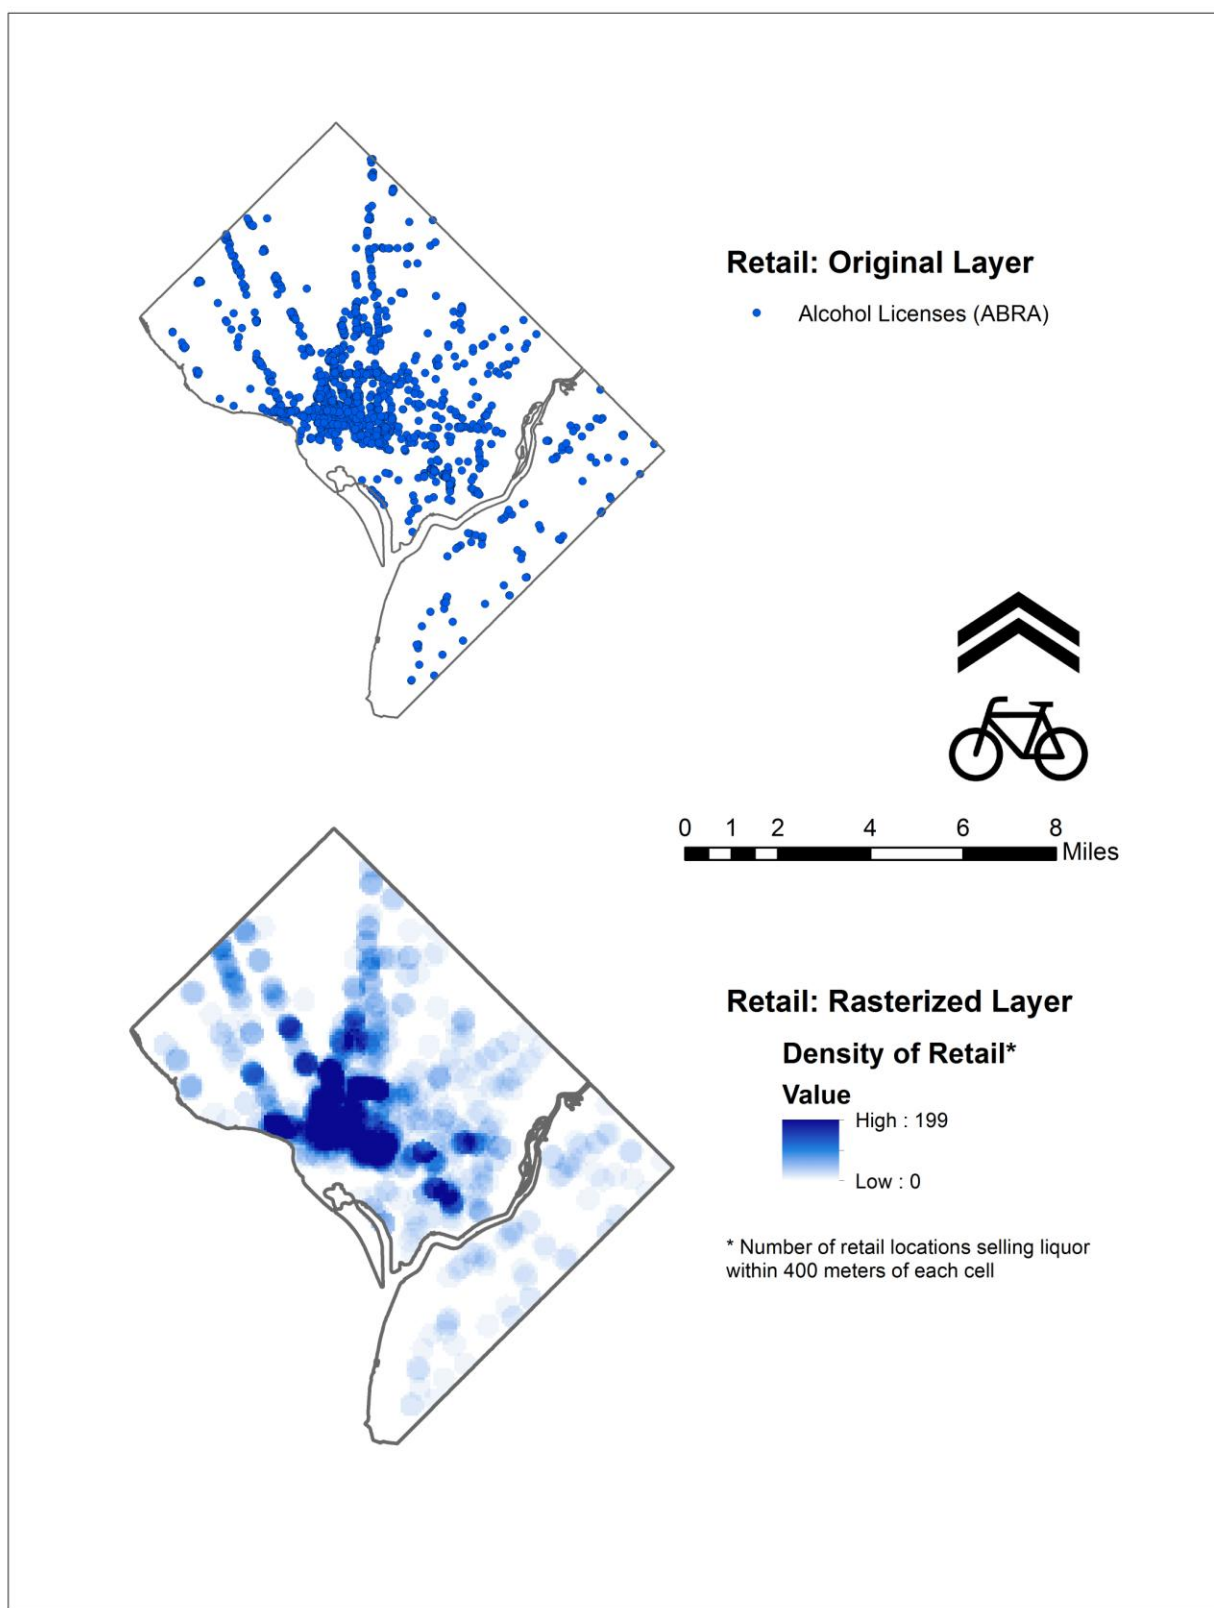 Retail: Original Layer
Alcohol Licenses (ABRA)
0 1 2 4 6 8
Miles
Retail: Rasterized Layer
Density of Retail*
Value
High : 199
Low : 0
* Number of retail locations selling liquor
within 400 meters of each cell